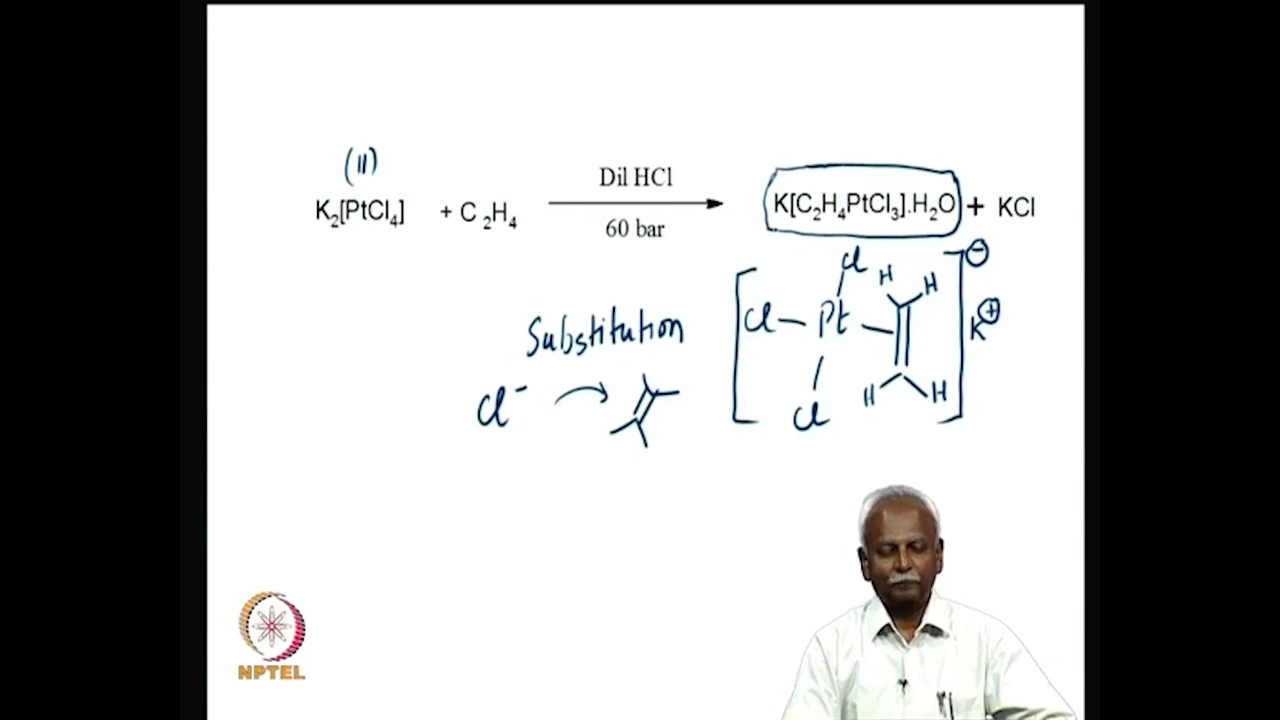 (II)
K₂[PtCl₄] + C₂H₄ Dil HCl 60 bar K[C₂H₄PtCl₃].H₂O + KCl
Substitution
Cl⁻
[Cl — Pt — Cl Cl H H H H]⊖ K⊕
NPTEL